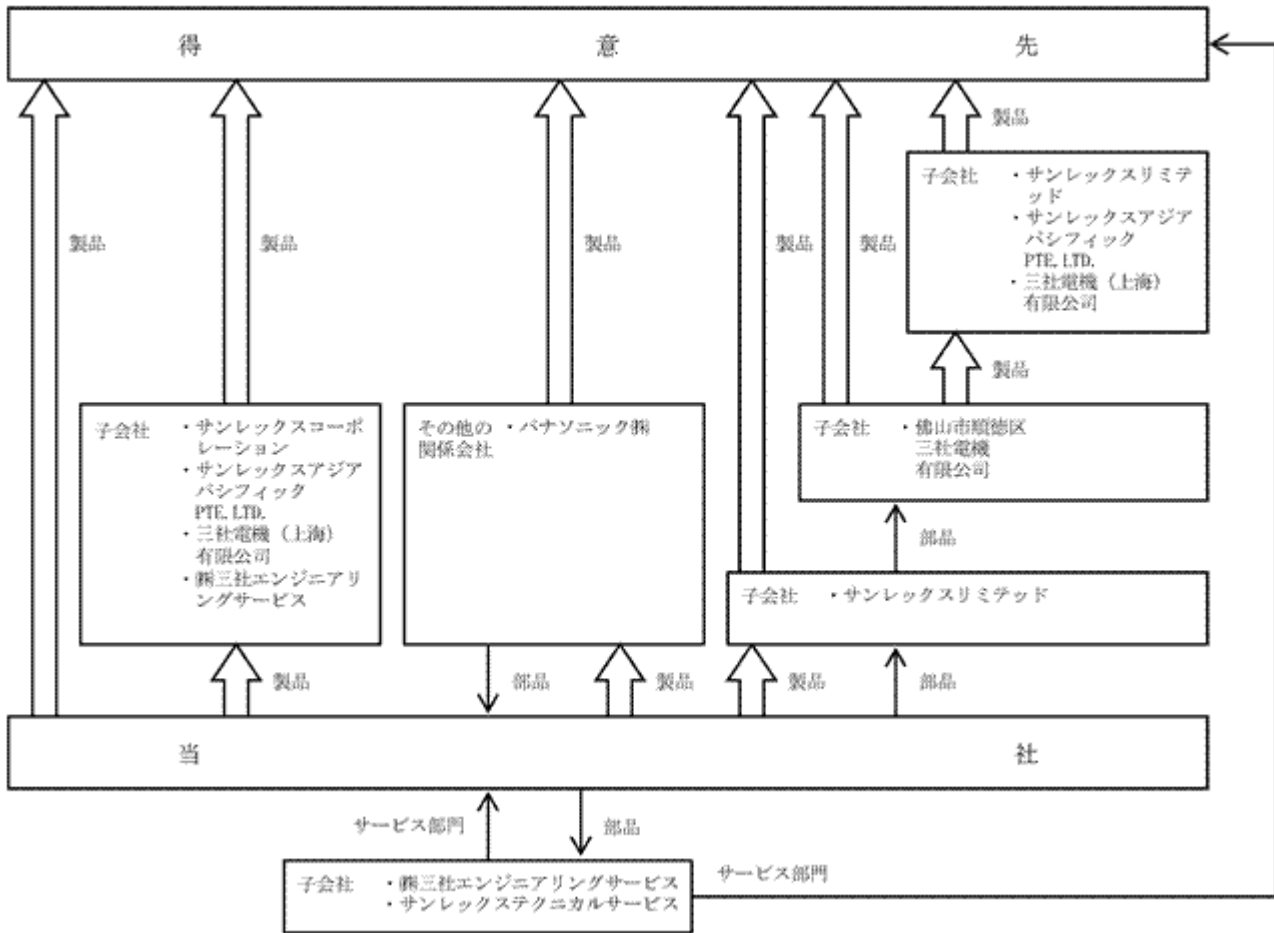 得意先
製品
子会社 ・サンレックスリミテ
ッド
・サンレックスアジア
パシフィック
PTE. LTD.
・三社電機（上海）
有限公司
製品
製品
製品
製品
製品
製品
子会社 ・サンレックスコーポ
レーション
・サンレックスアジア
パシフィック
PTE. LTD.
・三社電機（上海）
有限公司
・㈱三社エンジニアリ
ングサービス
その他の ・パナソニック㈱
関係会社
子会社 ・佛山市順徳区
三社電機
有限公司
部品
子会社 ・サンレックスリミテッド
製品
部品
製品
製品
部品
当社
サービス部門
部品
子会社 ・㈱三社エンジニアリングサービス
・サンレックステクニカルサービス
サービス部門